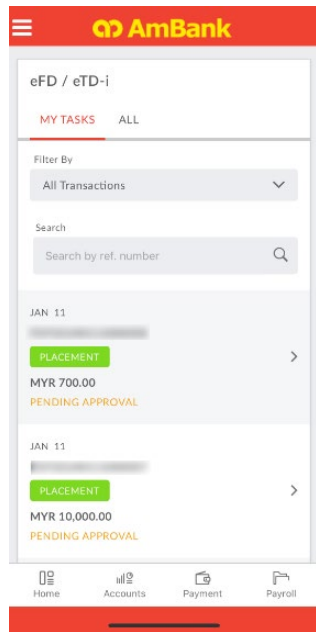 AmBank
eFD / eTD-i
MY TASKS ALL
Filter By
All Transactions
Search
Search by ref. number
JAN 11
PLACEMENT
MYR 700.00
PENDING APPROVAL
JAN 11
PLACEMENT
MYR 10,000.00
PENDING APPROVAL
Home Accounts Payment Payroll